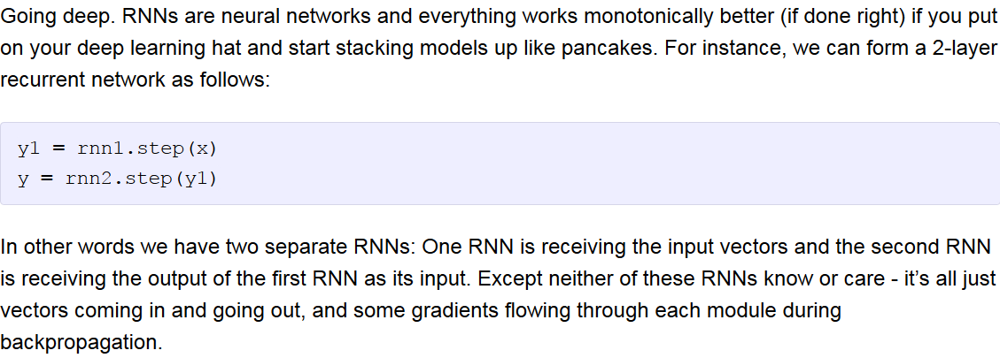 Going deep. RNNs are neural networks and everything works monotonically better (if done right) if you put
on your deep learning hat and start stacking models up like pancakes. For instance, we can form a 2-layer
recurrent network as follows:
y1 = rnn1.step(x)
y = rnn2.step(y1)
In other words we have two separate RNNs: One RNN is receiving the input vectors and the second RNN
is receiving the output of the first RNN as its input. Except neither of these RNNs know or care - it’s all just
vectors coming in and going out, and some gradients flowing through each module during
backpropagation.